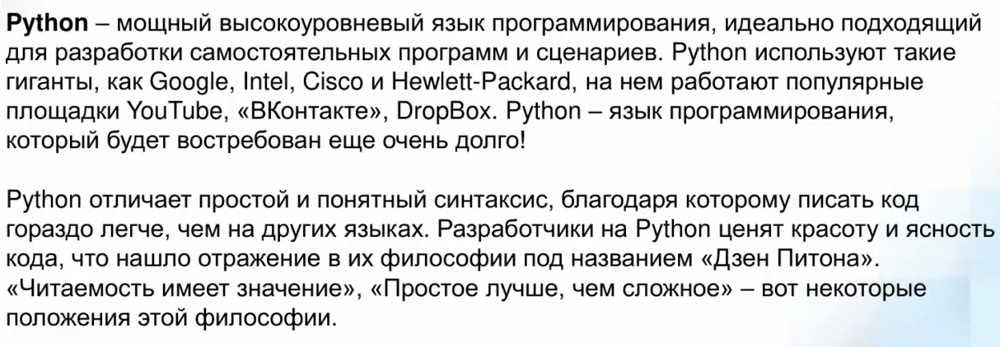 Python – мощный высокоуровневый язык программирования, идеально подходящий
для разработки самостоятельных программ и сценариев. Python используют такие
гиганты, как Google, Intel, Cisco и Hewlett-Packard, на нем работают популярные
площадки YouTube, «ВКонтакте», DropBox. Python – язык программирования,
который будет востребован еще очень долго!
Python отличает простой и понятный синтаксис, благодаря которому писать код
гораздо легче, чем на других языках. Разработчики на Python ценят красоту и ясность
кода, что нашло отражение в их философии под названием «Дзен Питона».
«Читаемость имеет значение», «Простое лучше, чем сложное» – вот некоторые
положения этой философии.